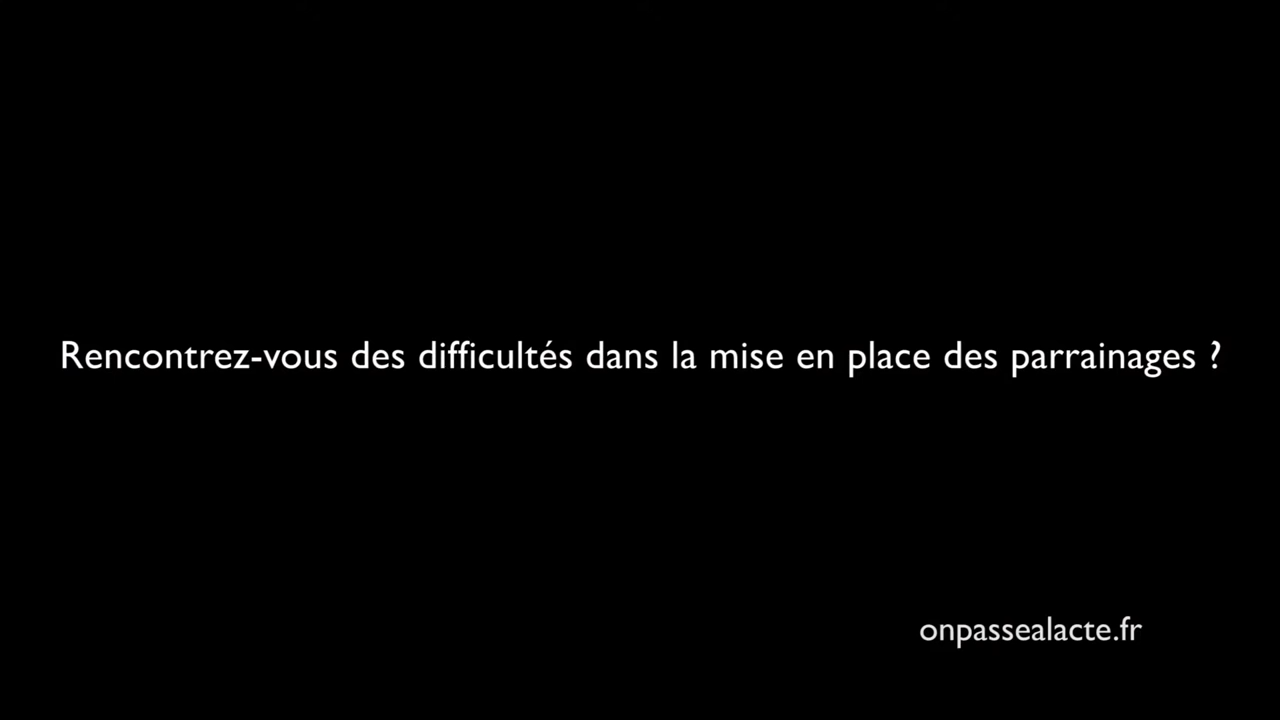 Rencontrez-vous des difficultés dans la mise en place des parrainages ?
onpassealacte.fr